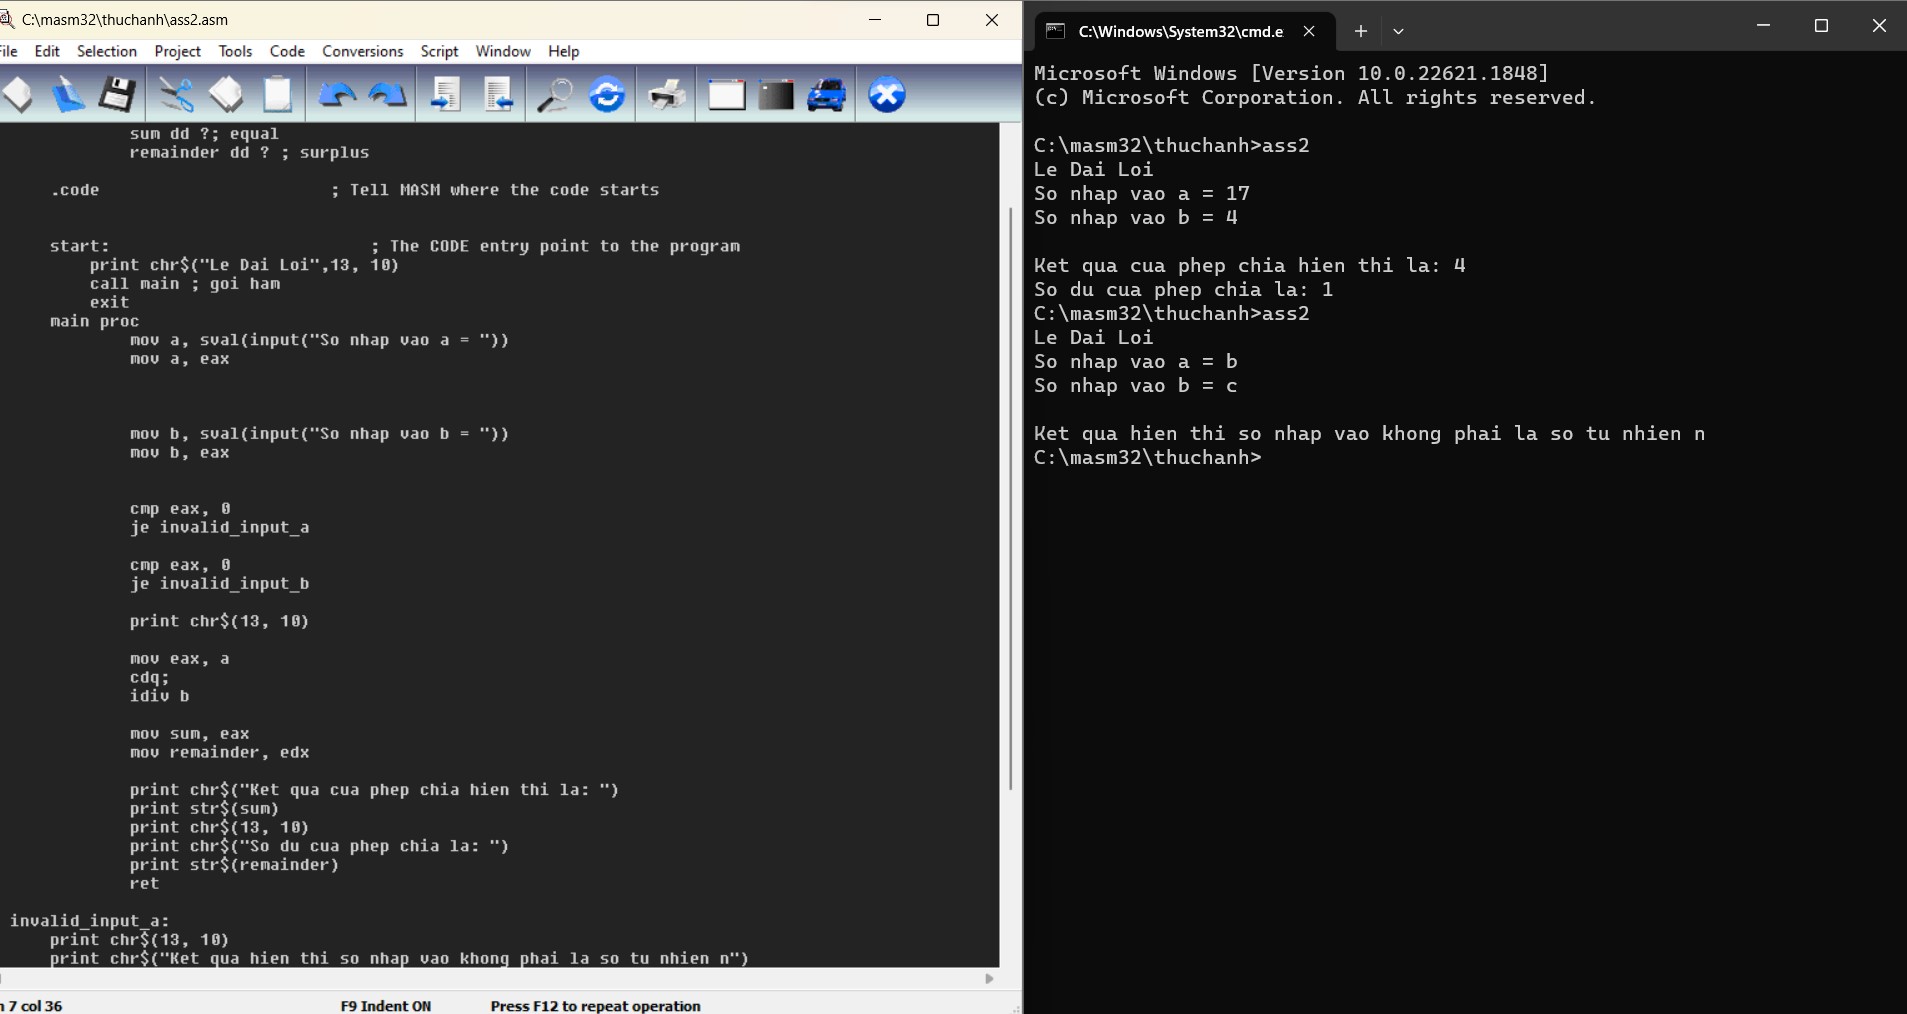 C:\masm32\thuchanh\ass2.asm
File Edit Selection Project Tools Code Conversions Script Window Help
sum dd ?; equal
remainder dd ? ; surplus
.code ; Tell MASM where the code starts
start: ; The CODE entry point to the program
print chr$("Le Dai Loi",13, 10)
call main ; goi ham
exit
main proc
mov a, sval(input("So nhap vao a = "))
mov a, eax
mov b, sval(input("So nhap vao b = "))
mov b, eax
cmp eax, 0
je invalid_input_a
cmp eax, 0
je invalid_input_b
print chr$(13, 10)
mov eax, a
cdq;
idiv b
mov sum, eax
mov remainder, edx
print chr$("Ket qua cua phep chia hien thi la: ")
print str$(sum)
print chr$(13, 10)
print chr$("So du cua phep chia la: ")
print str$(remainder)
ret
invalid_input_a:
print chr$(13, 10)
print chr$("Ket qua hien thi so nhap vao khong phai la so tu nhien n")
7 col 36 F9 Indent ON Press F12 to repeat operation
C:\Windows\System32\cmd.e
Microsoft Windows [Version 10.0.22621.1848]
(c) Microsoft Corporation. All rights reserved.
C:\masm32\thuchanh>ass2
Le Dai Loi
So nhap vao a = 17
So nhap vao b = 4
Ket qua cua phep chia hien thi la: 4
So du cua phep chia la: 1
C:\masm32\thuchanh>ass2
Le Dai Loi
So nhap vao a = b
So nhap vao b = c
Ket qua hien thi so nhap vao khong phai la so tu nhien n
C:\masm32\thuchanh>